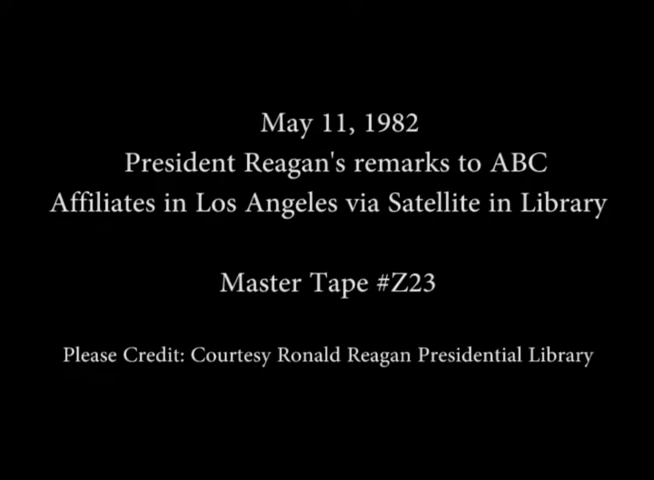 May 11, 1982
President Reagan's remarks to ABC
Affiliates in Los Angeles via Satellite in Library
Master Tape #Z23
Please Credit: Courtesy Ronald Reagan Presidential Library